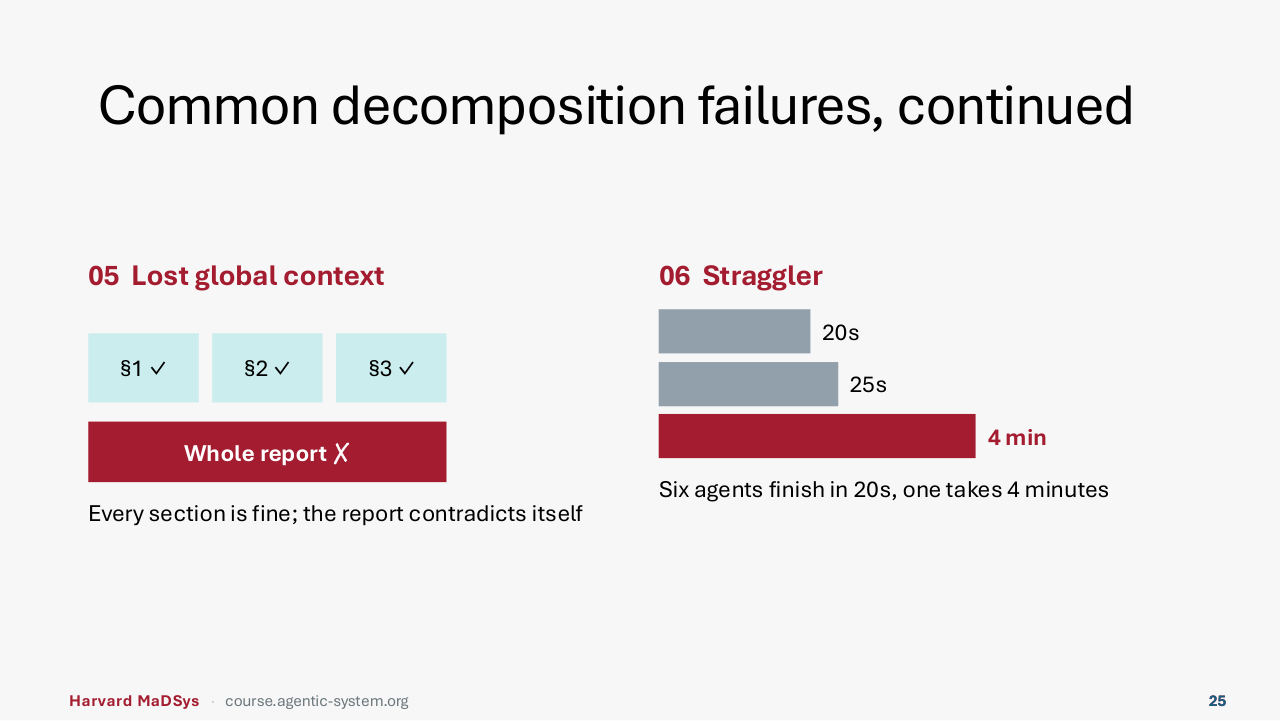 Common decomposition failures, continued
05 Lost global context
§1 ✓
§2 ✓
§3 ✓
Whole report ✗
Every section is fine; the report contradicts itself
06 Straggler
20s
25s
4 min
Six agents finish in 20s, one takes 4 minutes
Harvard MaDSys · course.agentic-system.org
25